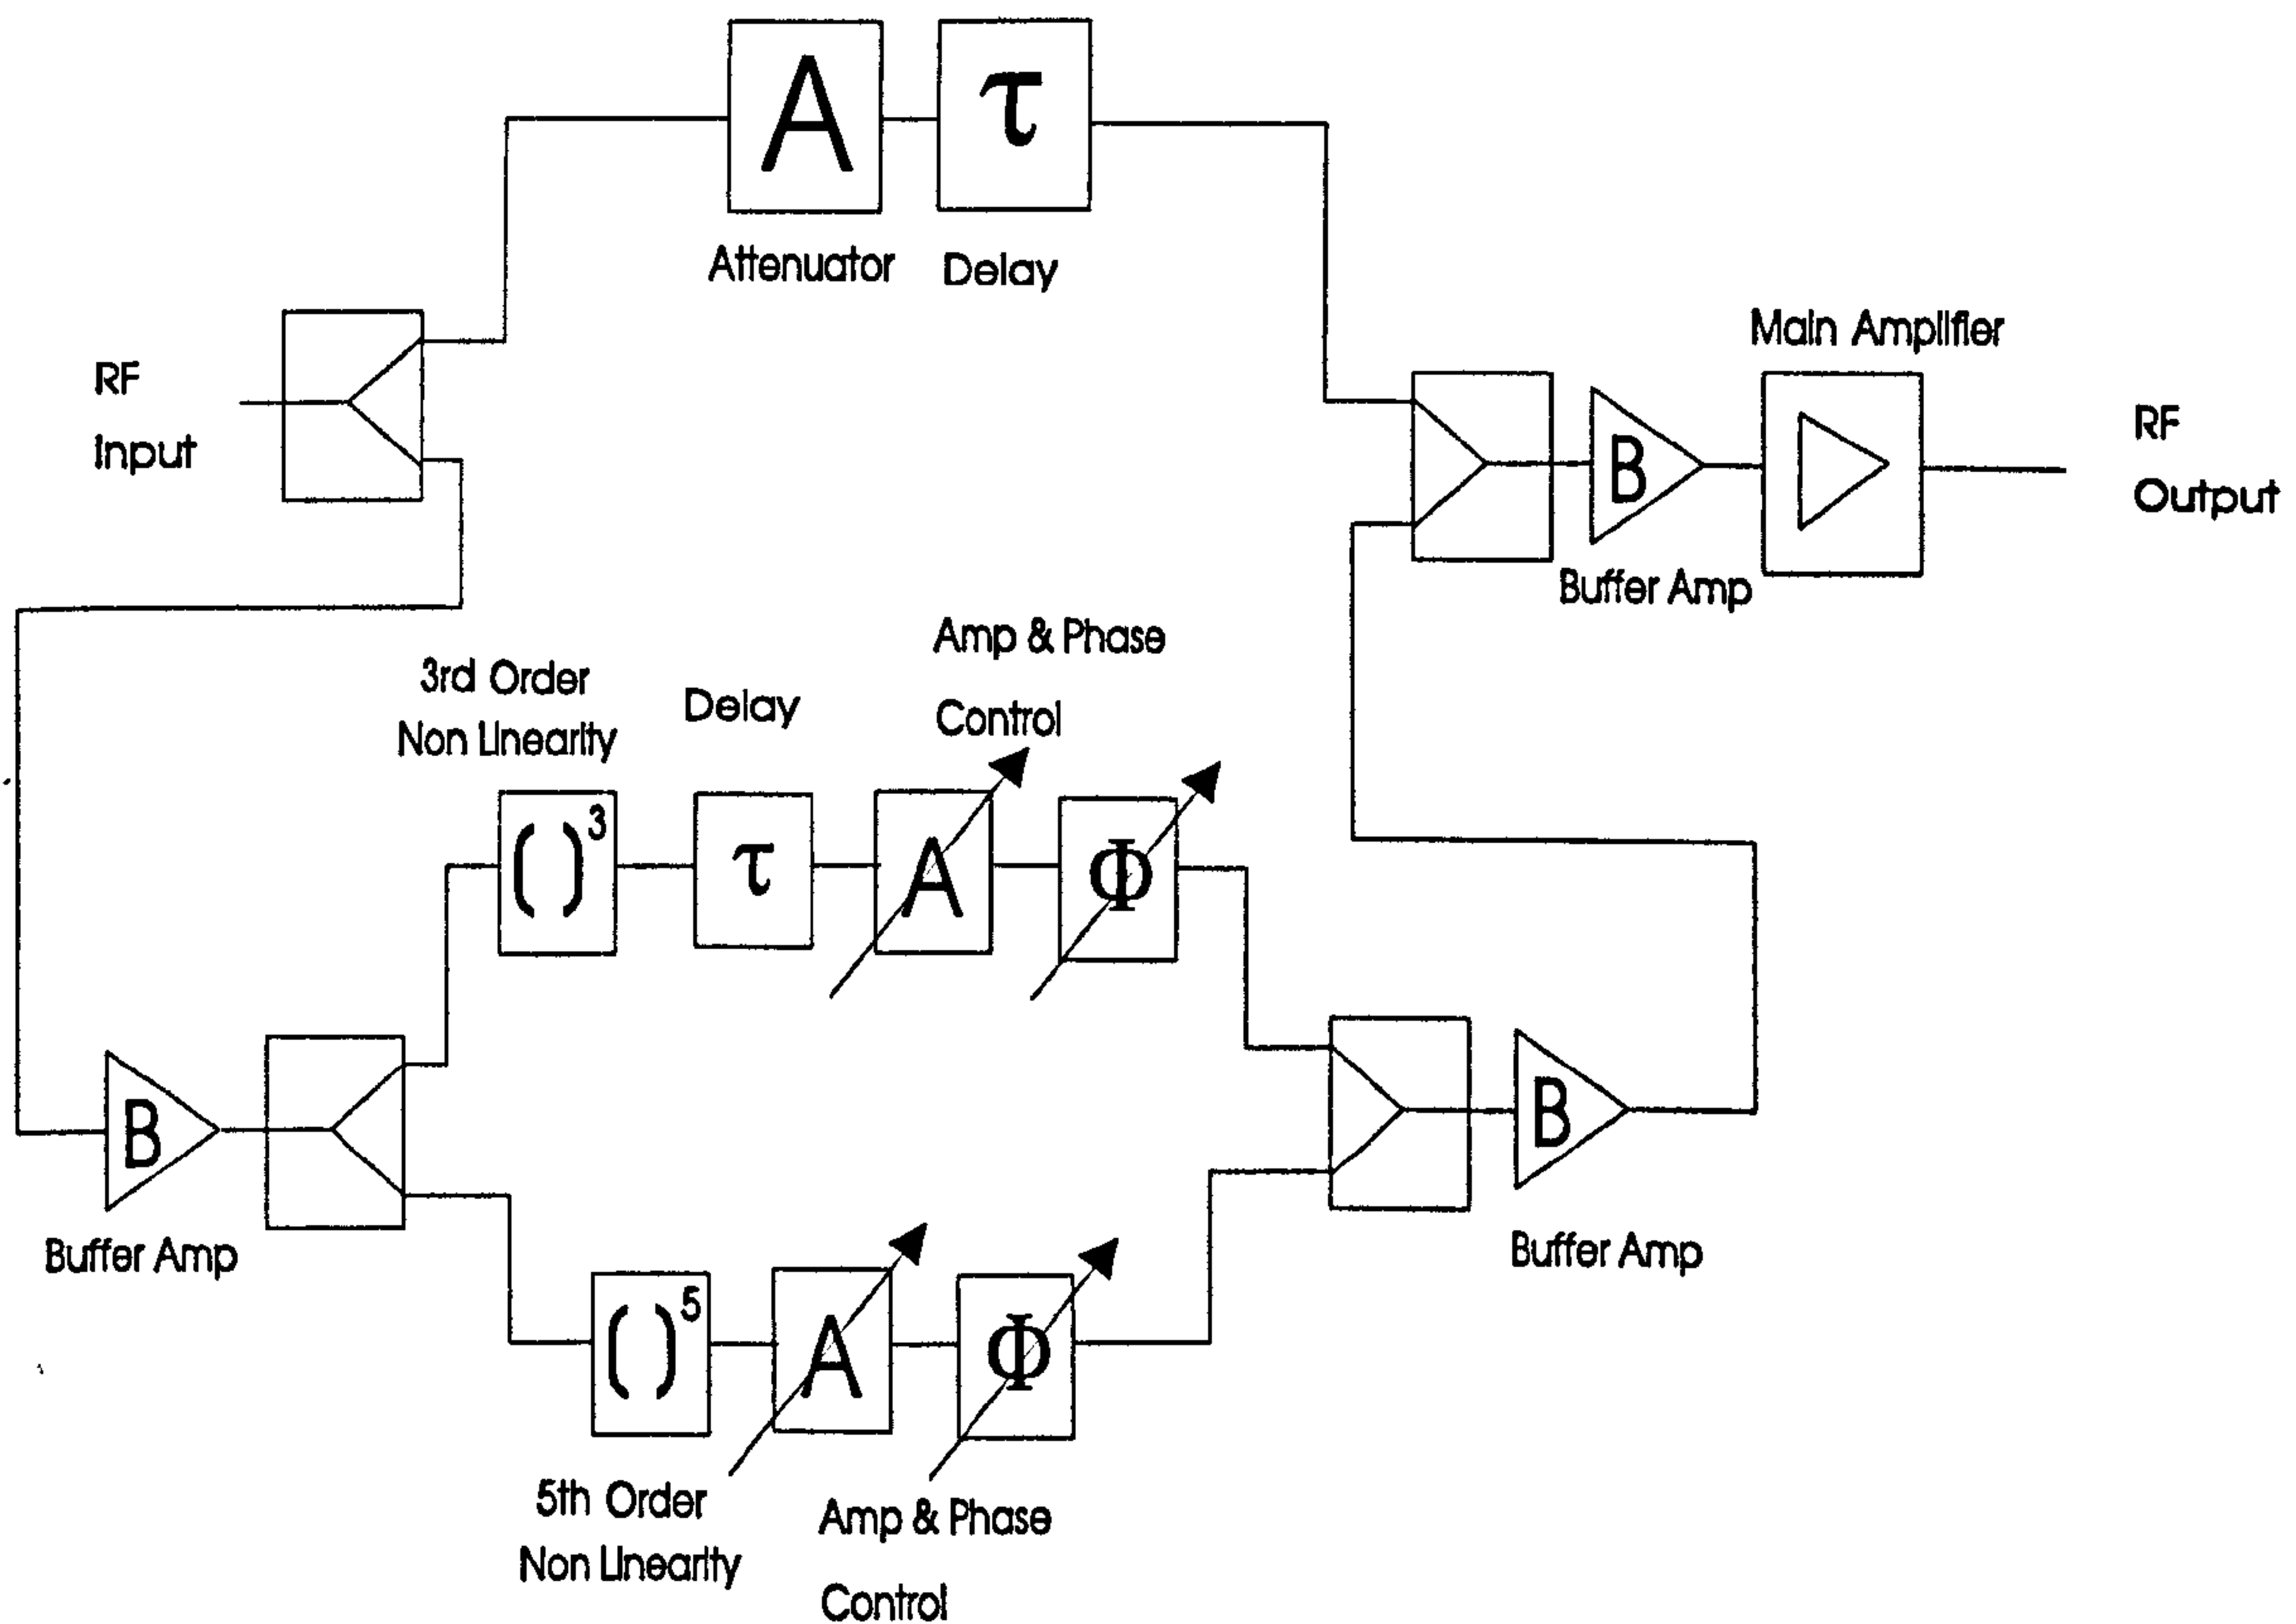 A
τ
Attenuator
Delay
RF
Input
Main Amplifier
B
RF
Output
Buffer Amp
Amp & Phase
Control
3rd Order
Non Linearity
Delay
( )3
τ
A
Φ
B
Buffer Amp
B
Buffer Amp
( )5
A
Φ
5th Order
Non Linearity
Amp & Phase
Control